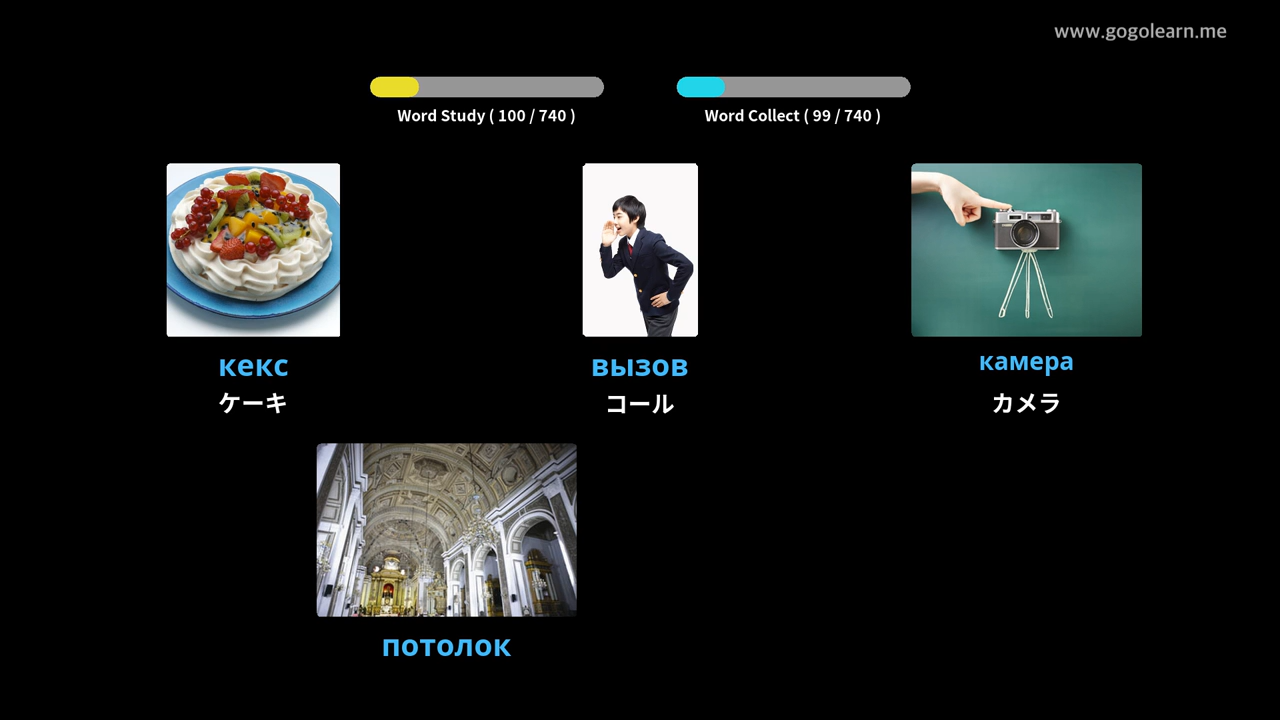 www.gogolearn.me
Word Study ( 100 / 740 )
Word Collect ( 99 / 740 )
кекс
ケーキ
вызов
コール
камера
カメラ
потолок